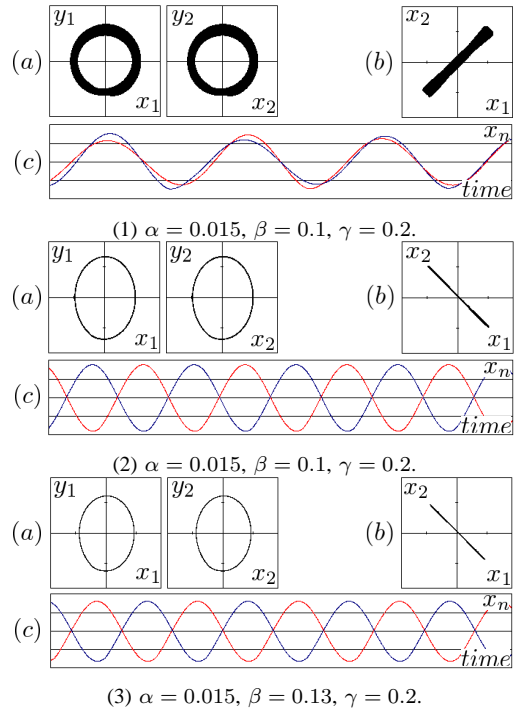 y₁ y₂ x₂
(a) (b)
x₁ x₂ x₁
xₙ
(c)
time
(1) α = 0.015, β = 0.1, γ = 0.2.
y₁ y₂ x₂
(a) (b)
x₁ x₂ x₁
xₙ
(c)
time
(2) α = 0.015, β = 0.1, γ = 0.2.
y₁ y₂ x₂
(a) (b)
x₁ x₂ x₁
xₙ
(c)
time
(3) α = 0.015, β = 0.13, γ = 0.2.